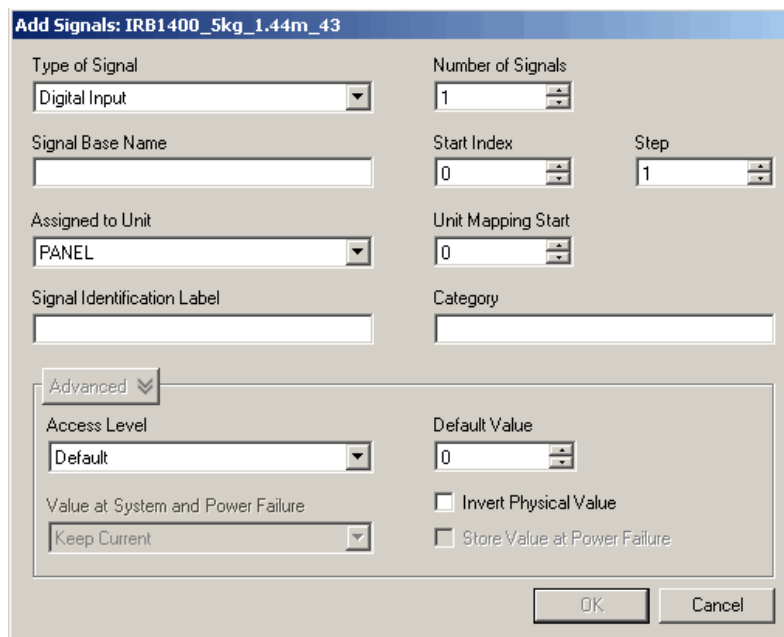 Add Signals: IRB1400_5kg_1.44m_43
Type of Signal Number of Signals
Digital Input 1
Signal Base Name Start Index Step
0 1
Assigned to Unit Unit Mapping Start
PANEL 0
Signal Identification Label Category
Advanced
Access Level Default Value
Default 0
Value at System and Power Failure Invert Physical Value
Keep Current Store Value at Power Failure
OK Cancel